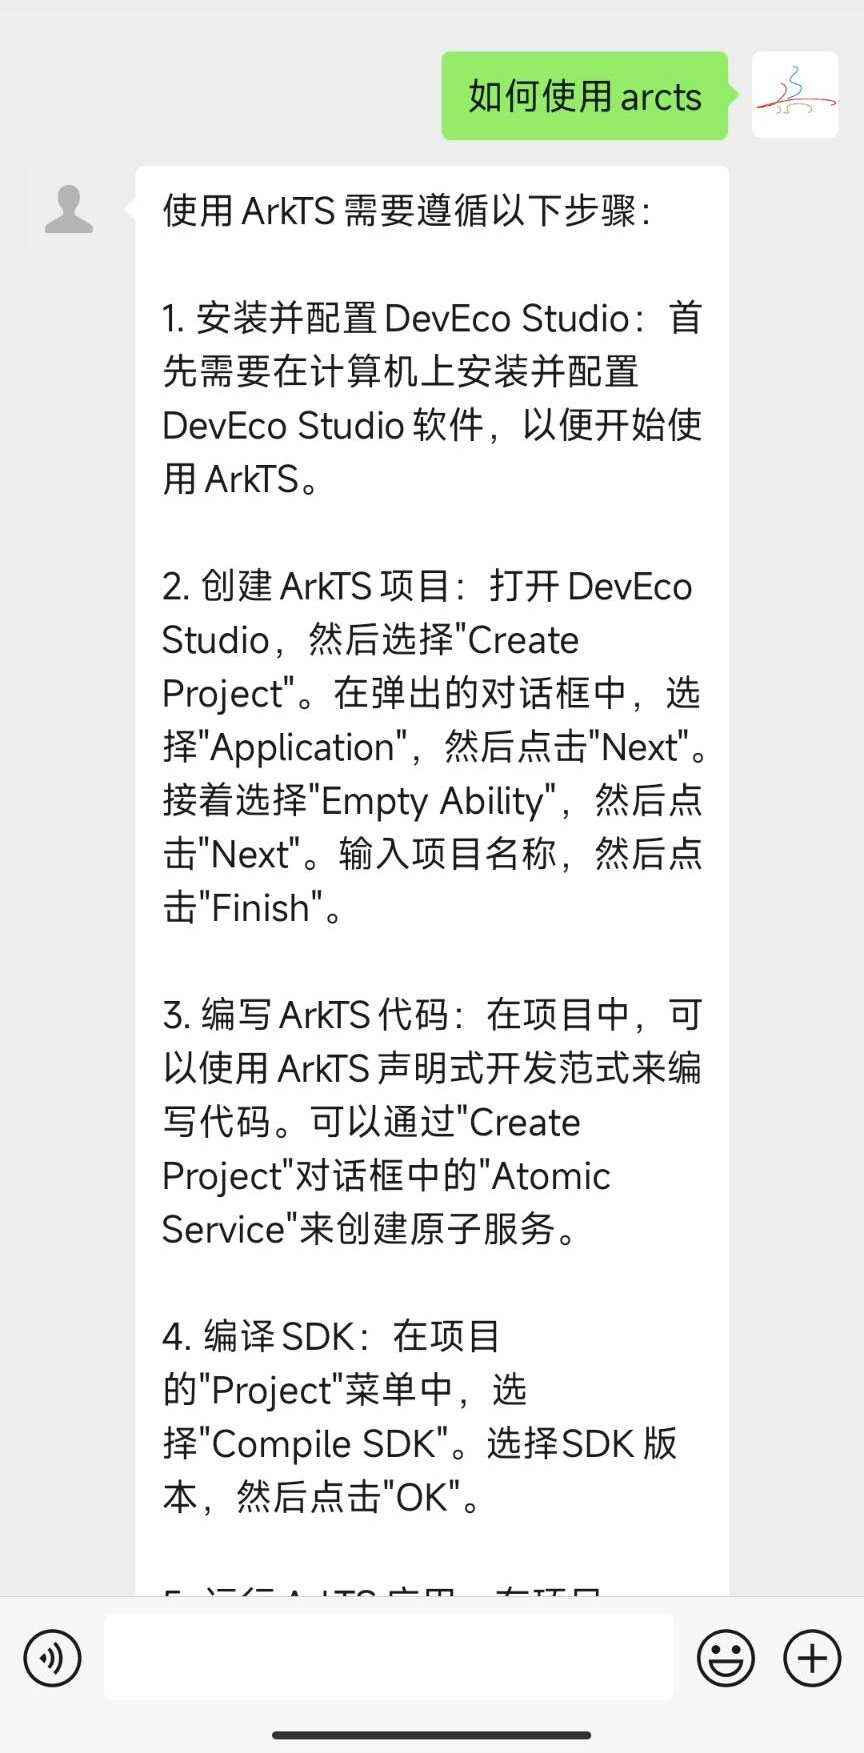 如何使用 arcts
使用 ArkTS 需要遵循以下步骤：
1. 安装并配置 DevEco Studio：首
先需要在计算机上安装并配置
DevEco Studio 软件，以便开始使
用 ArkTS。
2. 创建 ArkTS 项目：打开 DevEco
Studio，然后选择"Create
Project"。在弹出的对话框中，选
择"Application"，然后点击"Next"。
接着选择"Empty Ability"，然后点
击"Next"。输入项目名称，然后点
击"Finish"。
3. 编写 ArkTS 代码：在项目中，可
以使用 ArkTS 声明式开发范式来编
写代码。可以通过"Create
Project"对话框中的"Atomic
Service"来创建原子服务。
4. 编译 SDK：在项目
的"Project"菜单中，选
择"Compile SDK"。选择SDK 版
本，然后点击"OK"。